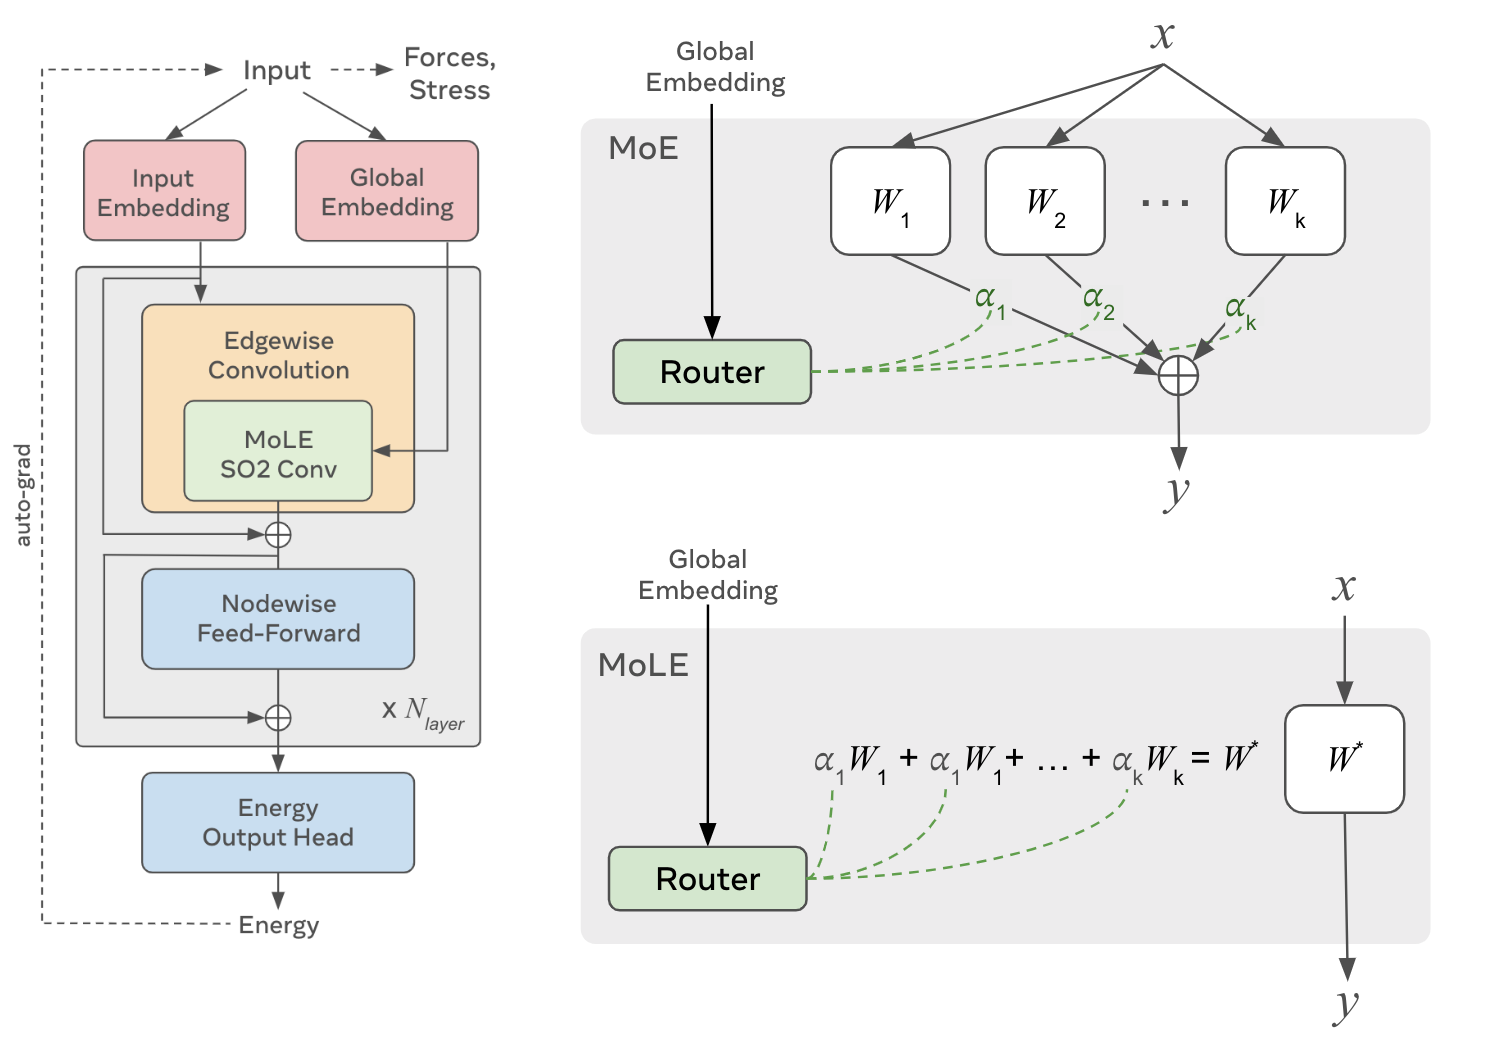 Input
Forces,
Stress
Input
Embedding
Global
Embedding
Edgewise
Convolution
MoLE
SO2 Conv
auto-grad
Nodewise
Feed-Forward
x N_layer
Energy
Output Head
Energy
Global
Embedding
x
MoE
W_1
W_2
...
W_k
α_1
α_2
α_k
Router
y
Global
Embedding
x
MoLE
α_1 W_1 + α_1 W_1 + ... + α_k W_k = W^*
W^*
Router
y